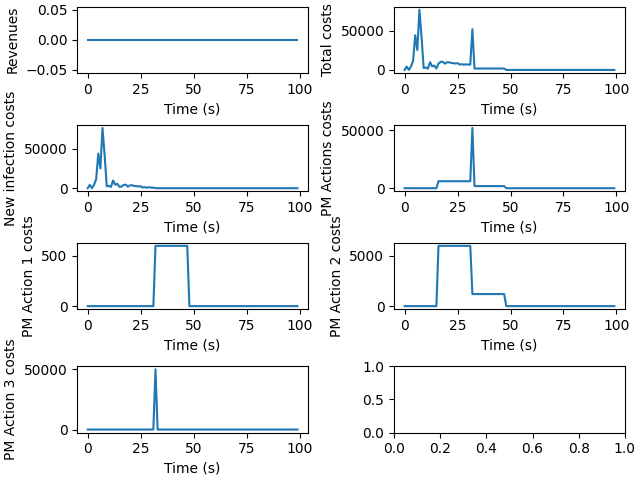 Revenues
0.05
0.00
−0.05
0 25 50 75 100
Time (s)
Total costs
50000
0
0 25 50 75 100
Time (s)
New infection costs
50000
0
0 25 50 75 100
Time (s)
PM Actions costs
50000
0
0 25 50 75 100
Time (s)
PM Action 1 costs
500
0
0 25 50 75 100
Time (s)
PM Action 2 costs
5000
0
0 25 50 75 100
Time (s)
PM Action 3 costs
50000
0
0 25 50 75 100
Time (s)
1.0
0.5
0.0
0.0 0.2 0.4 0.6 0.8 1.0